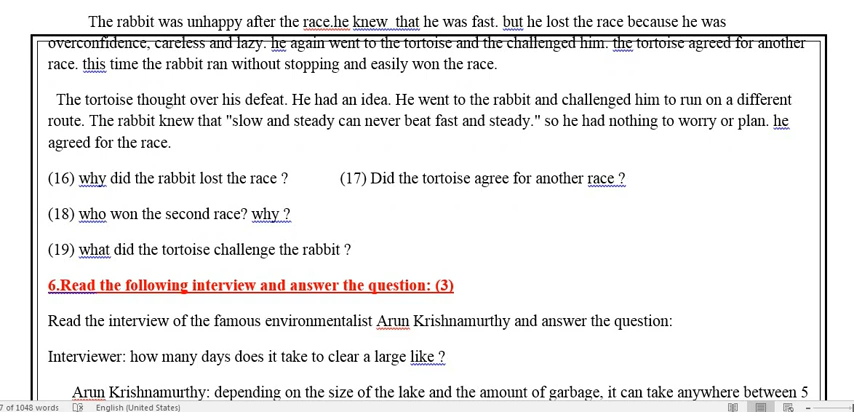 The rabbit was unhappy after the race.he knew  that he was fast. but he lost the race because he was
overconfidence, careless and lazy. he again went to the tortoise and the challenged him. the tortoise agreed for another
race. this time the rabbit ran without stopping and easily won the race.
The tortoise thought over his defeat. He had an idea. He went to the rabbit and challenged him to run on a different
route. The rabbit knew that "slow and steady can never beat fast and steady." so he had nothing to worry or plan. he
agreed for the race.
(16) why did the rabbit lost the race ? (17) Did the tortoise agree for another race ?
(18) who won the second race? why ?
(19) what did the tortoise challenge the rabbit ?
6.Read the following interview and answer the question: (3)
Read the interview of the famous environmentalist Arun Krishnamurthy and answer the question:
Interviewer: how many days does it take to clear a large like ?
Arun Krishnamurthy: depending on the size of the lake and the amount of garbage, it can take anywhere between 5
7 of 1048 words English (United States)